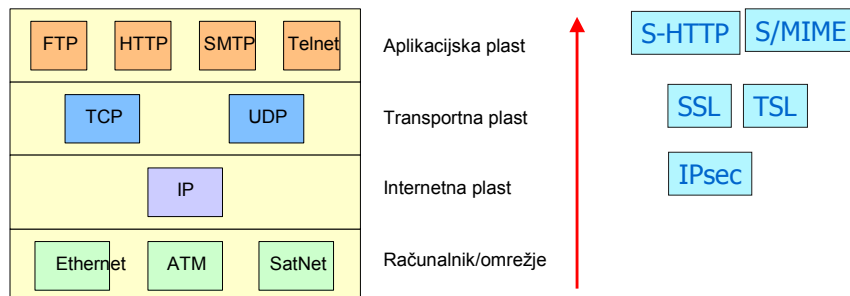 FTP HTTP SMTP Telnet Aplikacijska plast S-HTTP S/MIME
TCP UDP Transportna plast SSL TSL
IP Internetna plast IPsec
Ethernet ATM SatNet Računalnik/omrežje